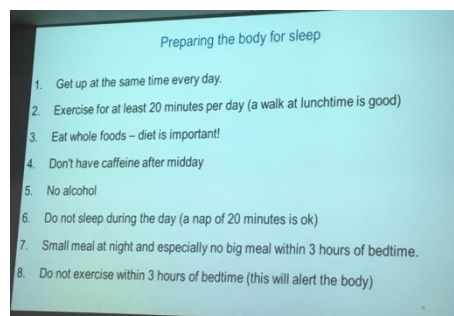 Preparing the body for sleep
1. Get up at the same time every day.
2. Exercise for at least 20 minutes per day (a walk at lunchtime is good)
3. Eat whole foods – diet is important!
4. Don't have caffeine after midday
5. No alcohol
6. Do not sleep during the day (a nap of 20 minutes is ok)
7. Small meal at night and especially no big meal within 3 hours of bedtime.
8. Do not exercise within 3 hours of bedtime (this will alert the body)